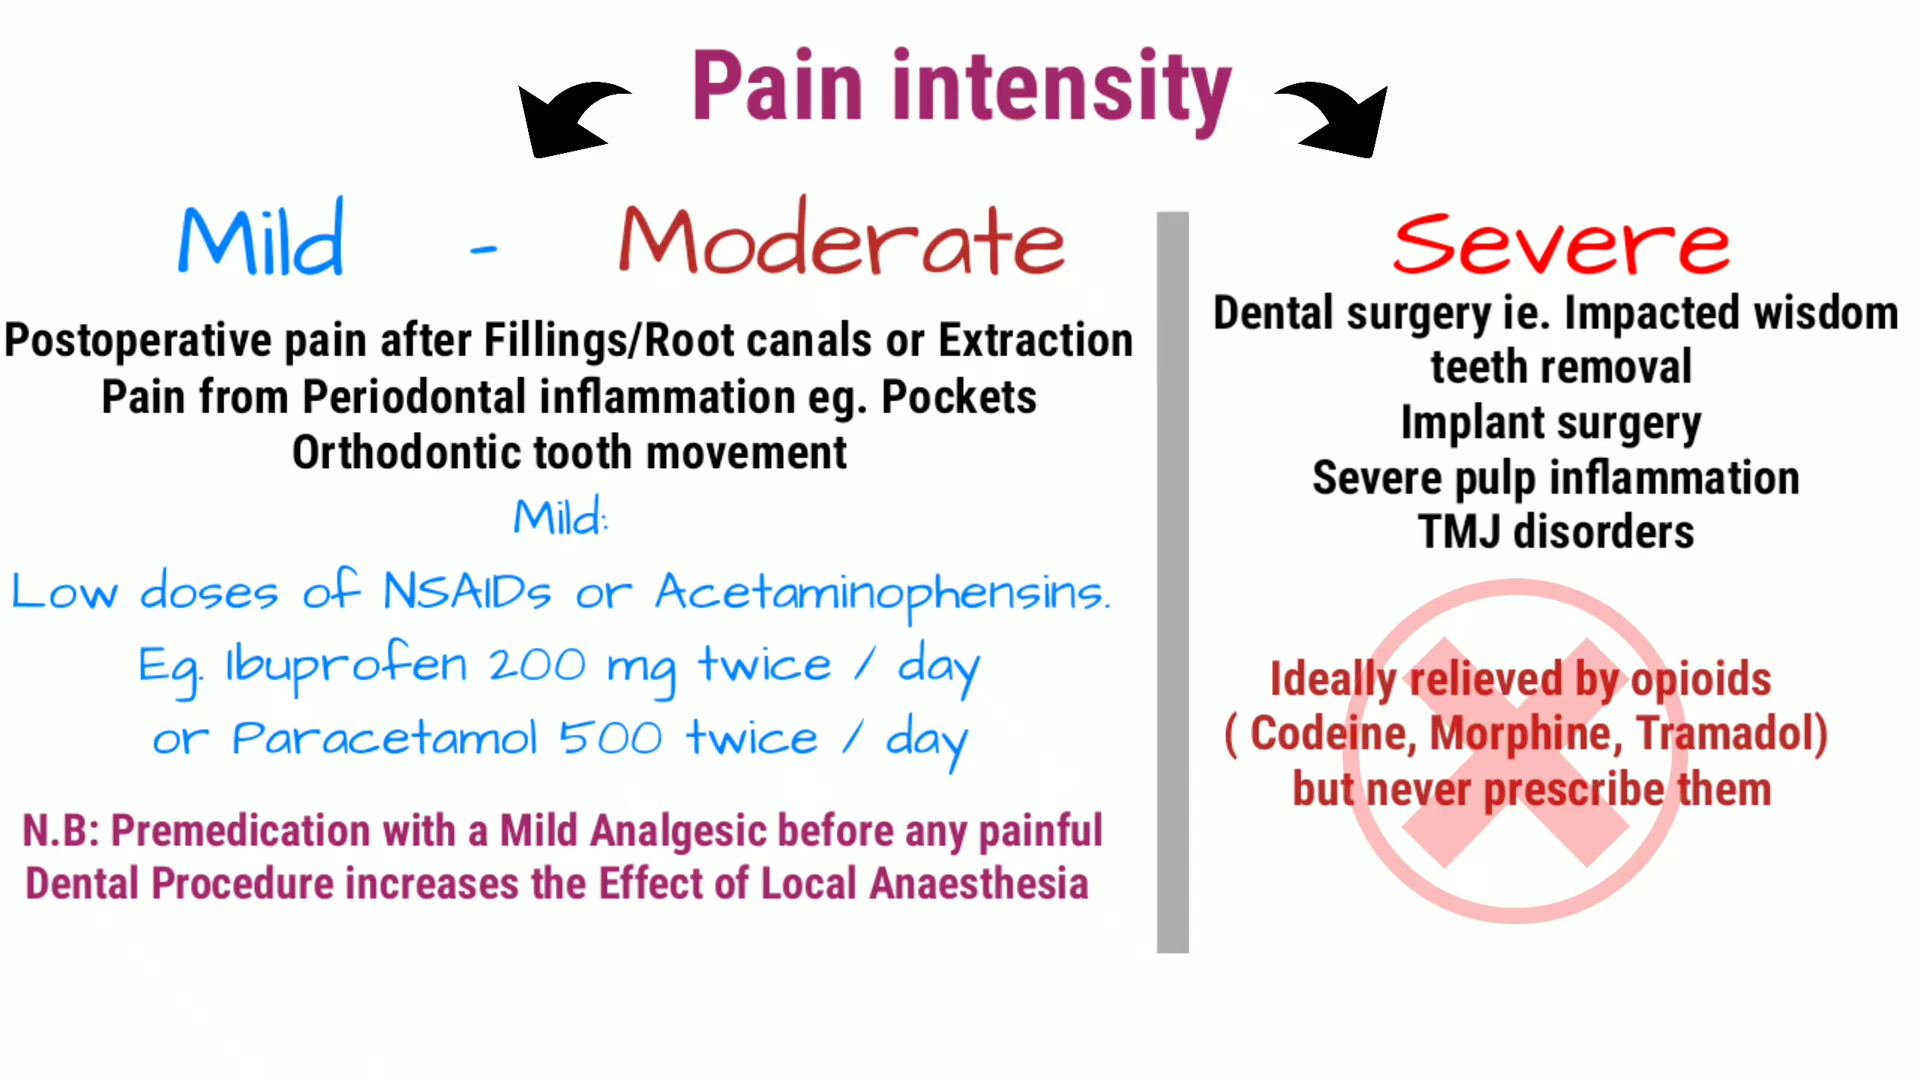 Pain intensity
Mild - Moderate
Postoperative pain after Fillings/Root canals or Extraction
Pain from Periodontal inflammation eg. Pockets
Orthodontic tooth movement
Mild:
Low doses of NSAIDs or Acetaminophensins.
Eg. Ibuprofen 200 mg twice / day
or Paracetamol 500 twice / day
N.B: Premedication with a Mild Analgesic before any painful
Dental Procedure increases the Effect of Local Anaesthesia
Severe
Dental surgery ie. Impacted wisdom
teeth removal
Implant surgery
Severe pulp inflammation
TMJ disorders
Ideally relieved by opioids
( Codeine, Morphine, Tramadol)
but never prescribe them